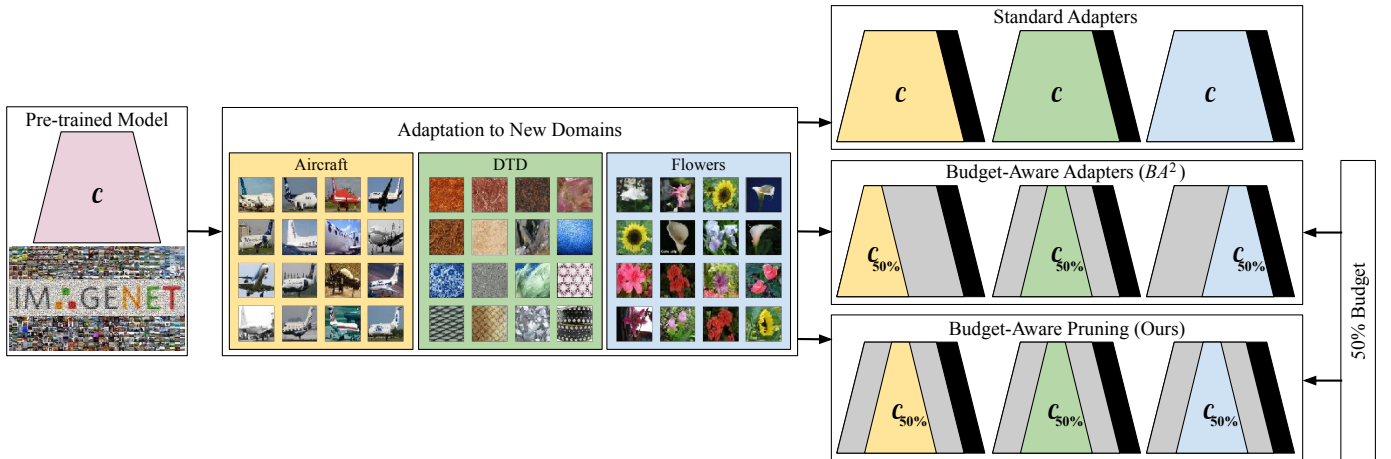 Pre-trained Model
C
IMAGENET
Adaptation to New Domains
Aircraft
DTD
Flowers
Standard Adapters
C
C
C
Budget-Aware Adapters (BA²)
C50%
C50%
C50%
Budget-Aware Pruning (Ours)
C50%
C50%
C50%
50% Budget